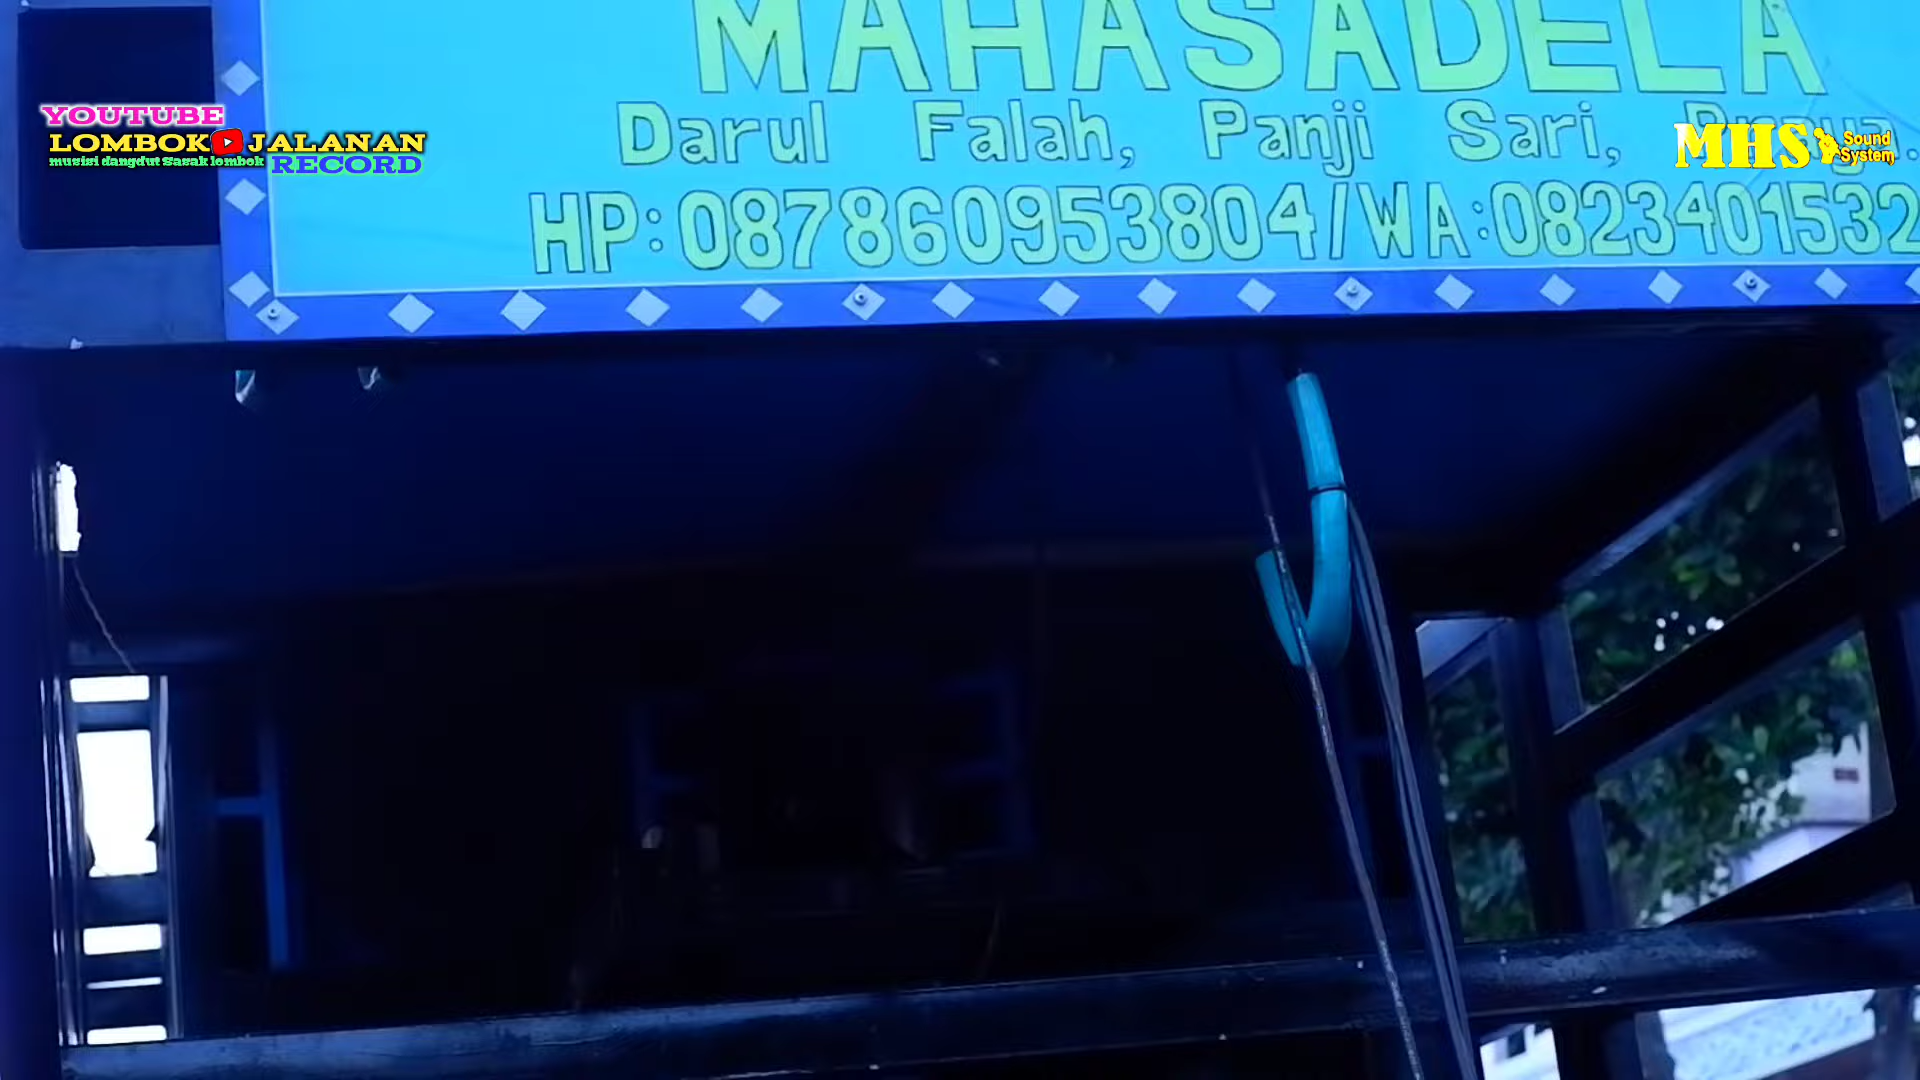 MAHASADELA
Darul Falah, Panji Sari,
HP:087860953804/WA:0823401532
YOUTUBE
LOMBOK JALANAN
musisi dangdut Sasak lombok
RECORD
MHS Sound System